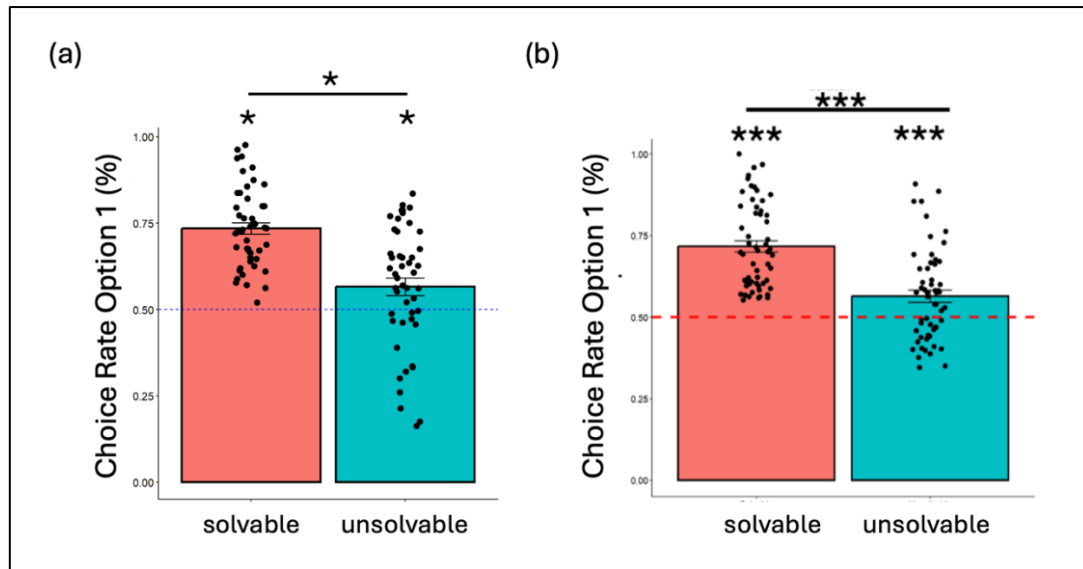 (a)
*
*
*
Choice Rate Option 1 (%)
1.00
0.75
0.50
0.25
0.00
solvable
unsolvable
(b)
***
***
***
Choice Rate Option 1 (%)
1.00
0.75
0.50
0.25
0.00
solvable
unsolvable